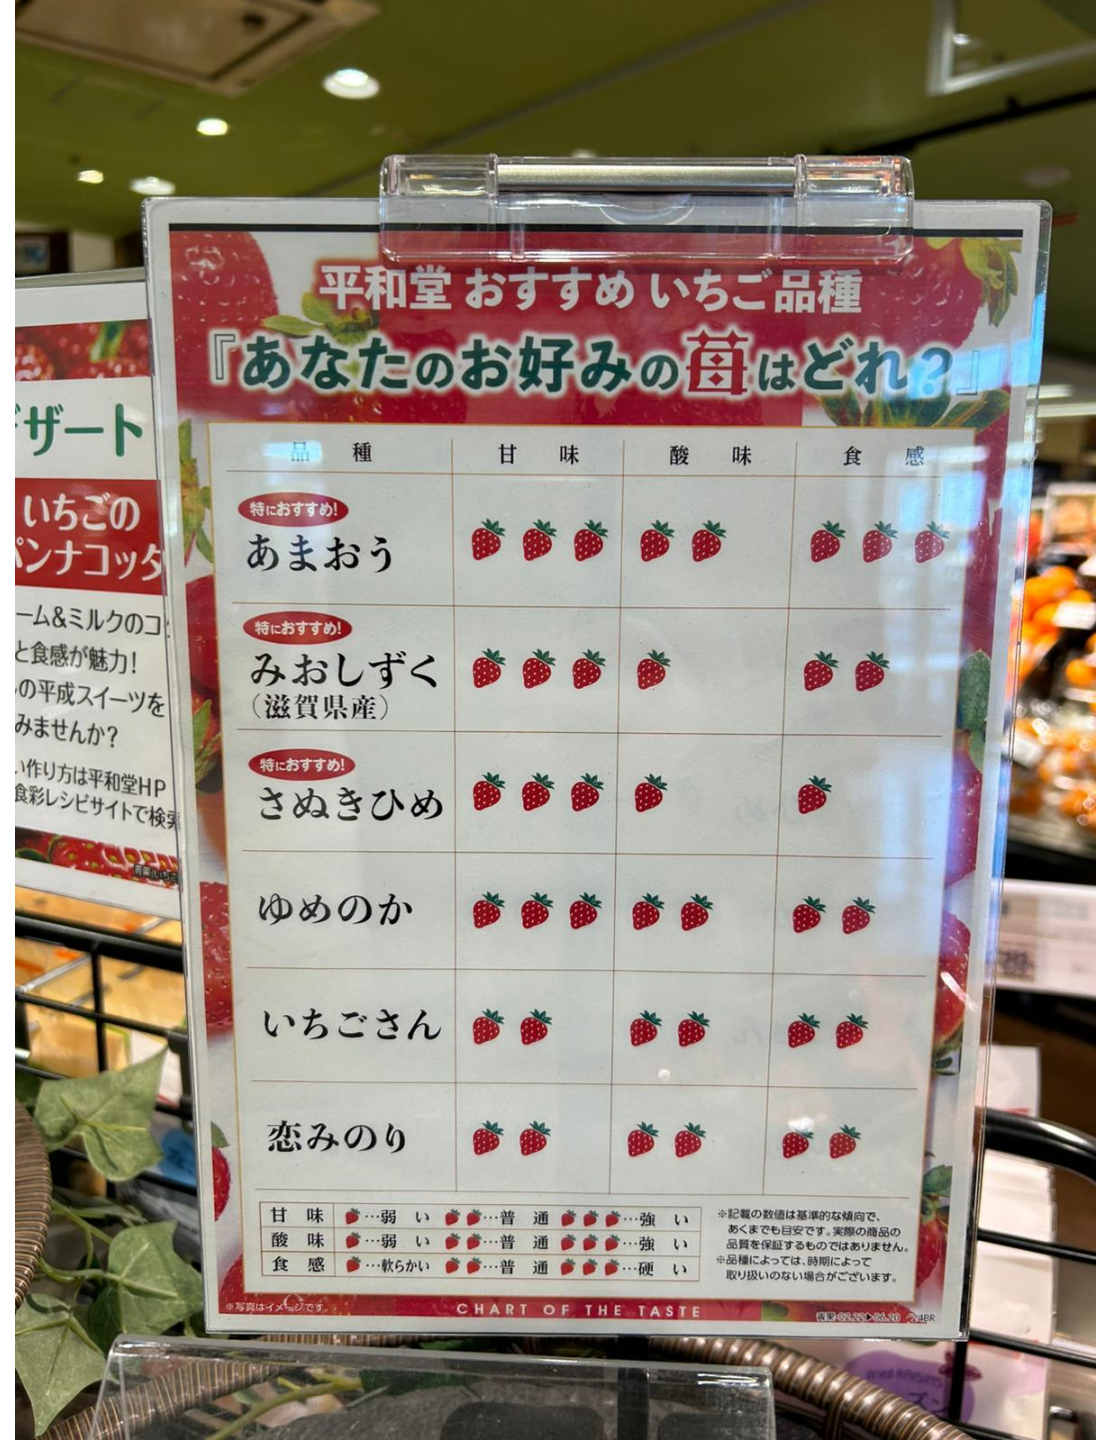 平和堂 おすすめ いちご品種
『あなたのお好みの苺はどれ?』
品種 甘味 酸味 食感
特におすすめ!
あまおう
特におすすめ!
みおしずく
(滋賀県産)
特におすすめ!
さぬきひめ
ゆめのか
いちごさん
恋みのり
甘味 …弱い …普通 …強い
酸味 …弱い …普通 …強い
食感 …軟らかい …普通 …硬い
※記載の数値は基準的な傾向で、
あくまでも目安です。実際の商品の
品質を保証するものではありません。
※品種によっては、時期によって
取り扱いのない場合がございます。
※写真はイメージです。
CHART OF THE TASTE
デザート
いちごの
パンナコッタ
ーム&ミルクのコ
と食感が魅力!
の平成スイーツを
みませんか?
い作り方は平和堂HP
食彩レシピサイトで検索